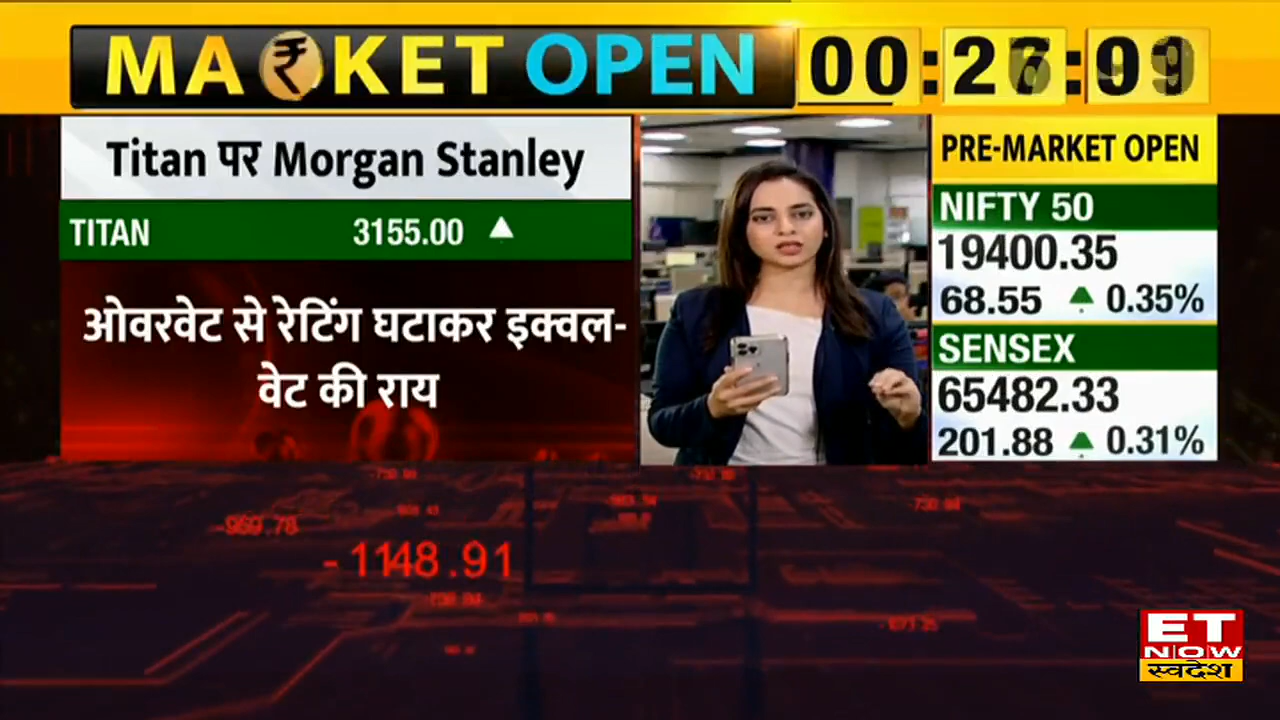 MA₹KET OPEN
Titan पर Morgan Stanley
TITAN 3155.00 ▲
ओवरवेट से रेटिंग घटाकर इक्वल-
वेट की राय
PRE-MARKET OPEN
NIFTY 50
19400.35
68.55 ▲ 0.35%
SENSEX
65482.33
201.88 ▲ 0.31%
-969.78
- 1148.91
ET
NOW
स्वदेश